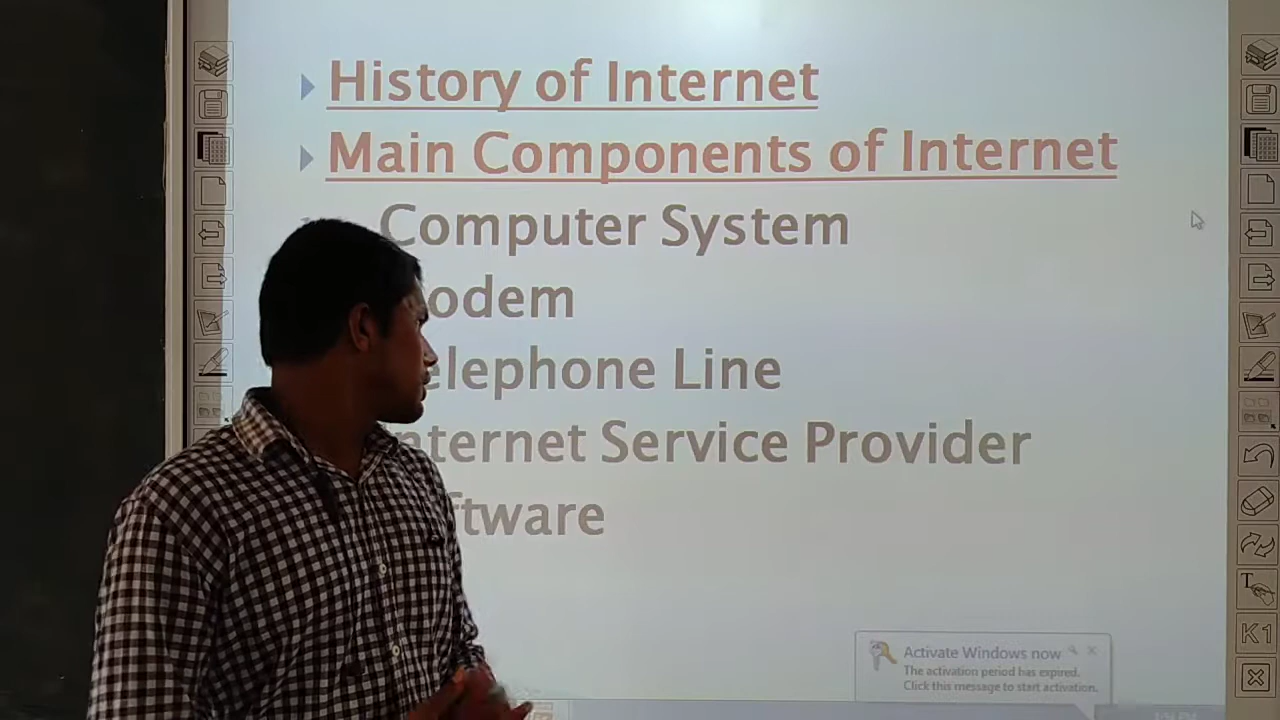 History of Internet
Main Components of Internet
Computer System
odem
elephone Line
nternet Service Provider
ftware
Activate Windows now
The activation period has expired.
Click this message to start activation.
T
K1